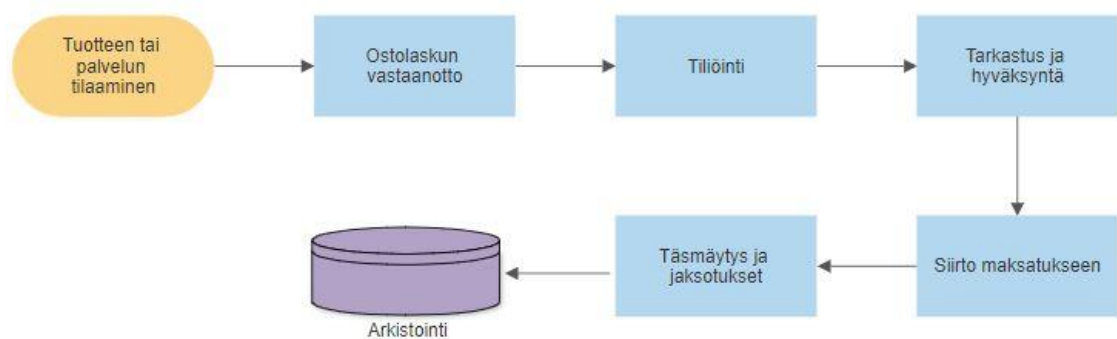 Tuotteen tai
palvelun
tilaaminen
Ostolaskun
vastaanotto
Tiliöinti
Tarkastus ja
hyväksyntä
Siirto maksatukseen
Täsmäytys ja
jaksotukset
Arkistointi